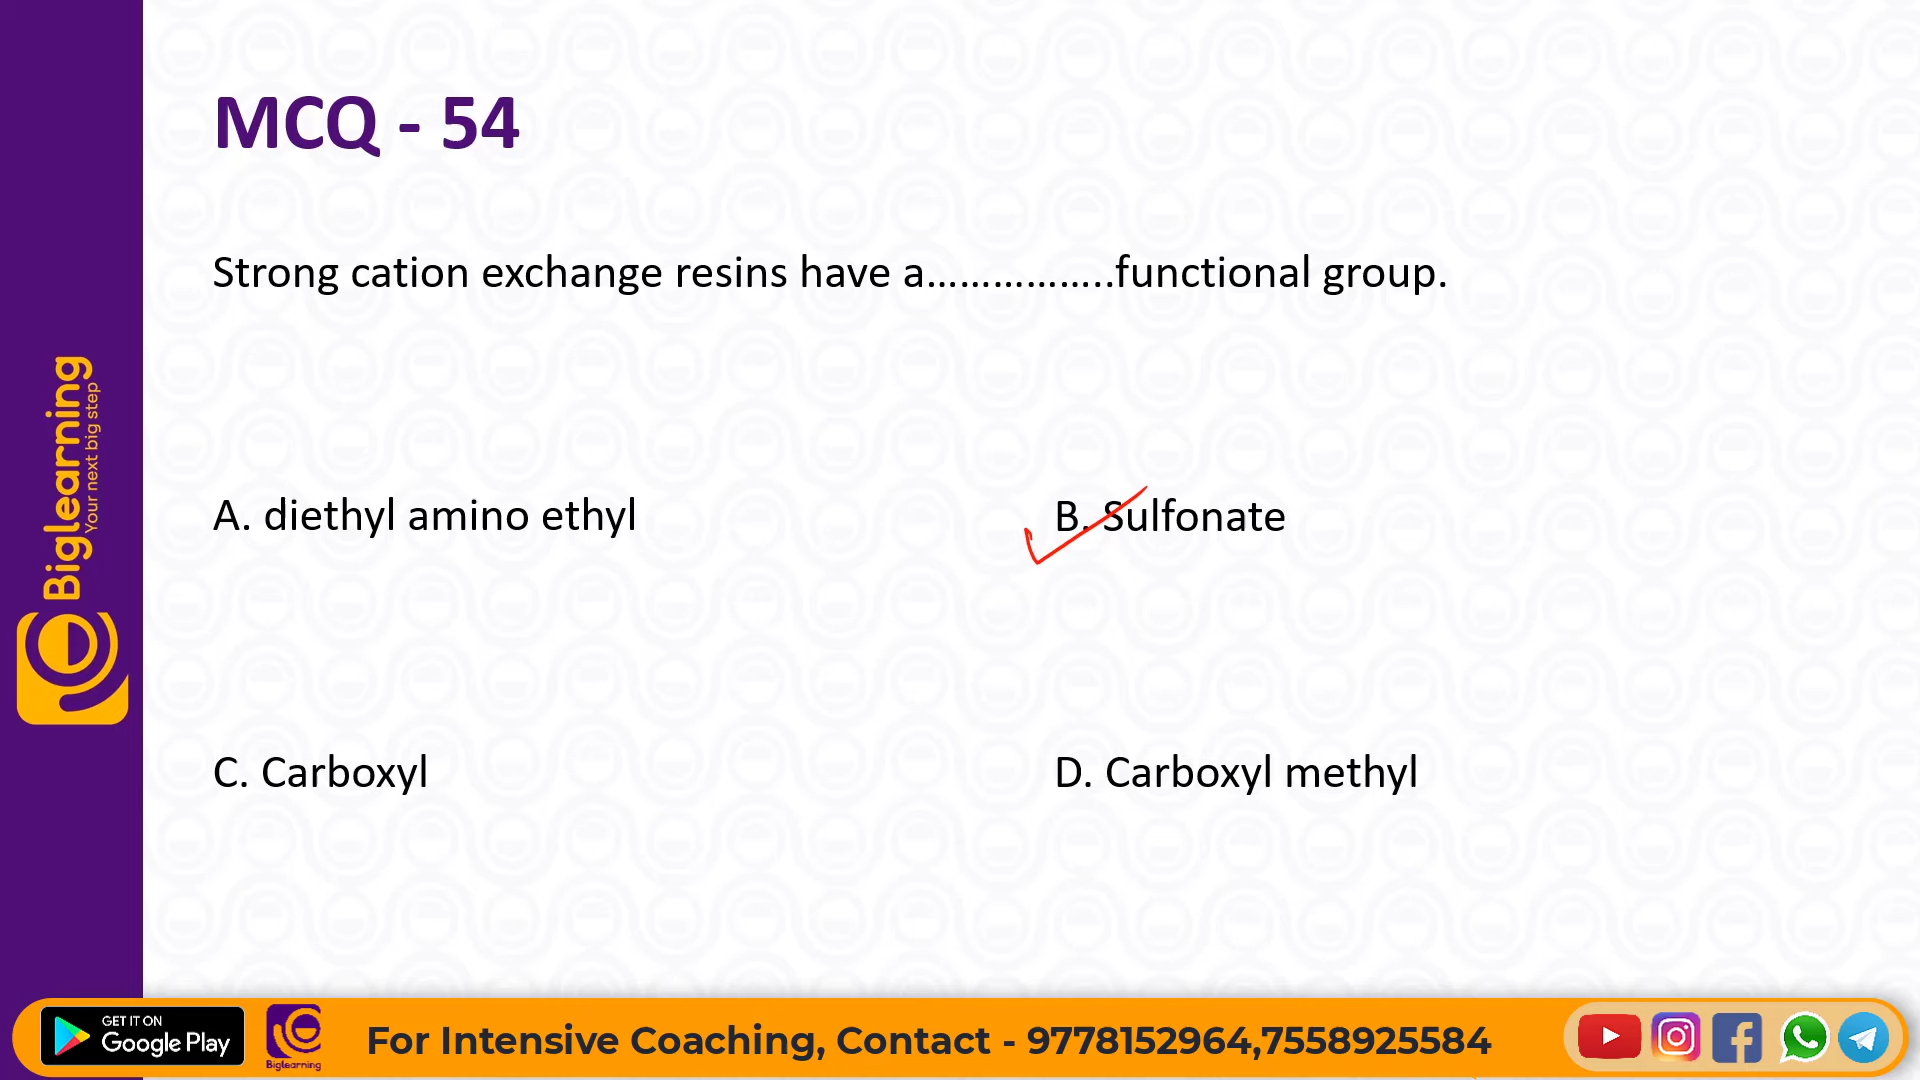 MCQ - 54
Strong cation exchange resins have a……………..functional group.
A. diethyl amino ethyl
B. Sulfonate
C. Carboxyl
D. Carboxyl methyl
Biglearning
Your next big step
GET IT ON
Google Play
Biglearning
For Intensive Coaching, Contact - 9778152964,7558925584